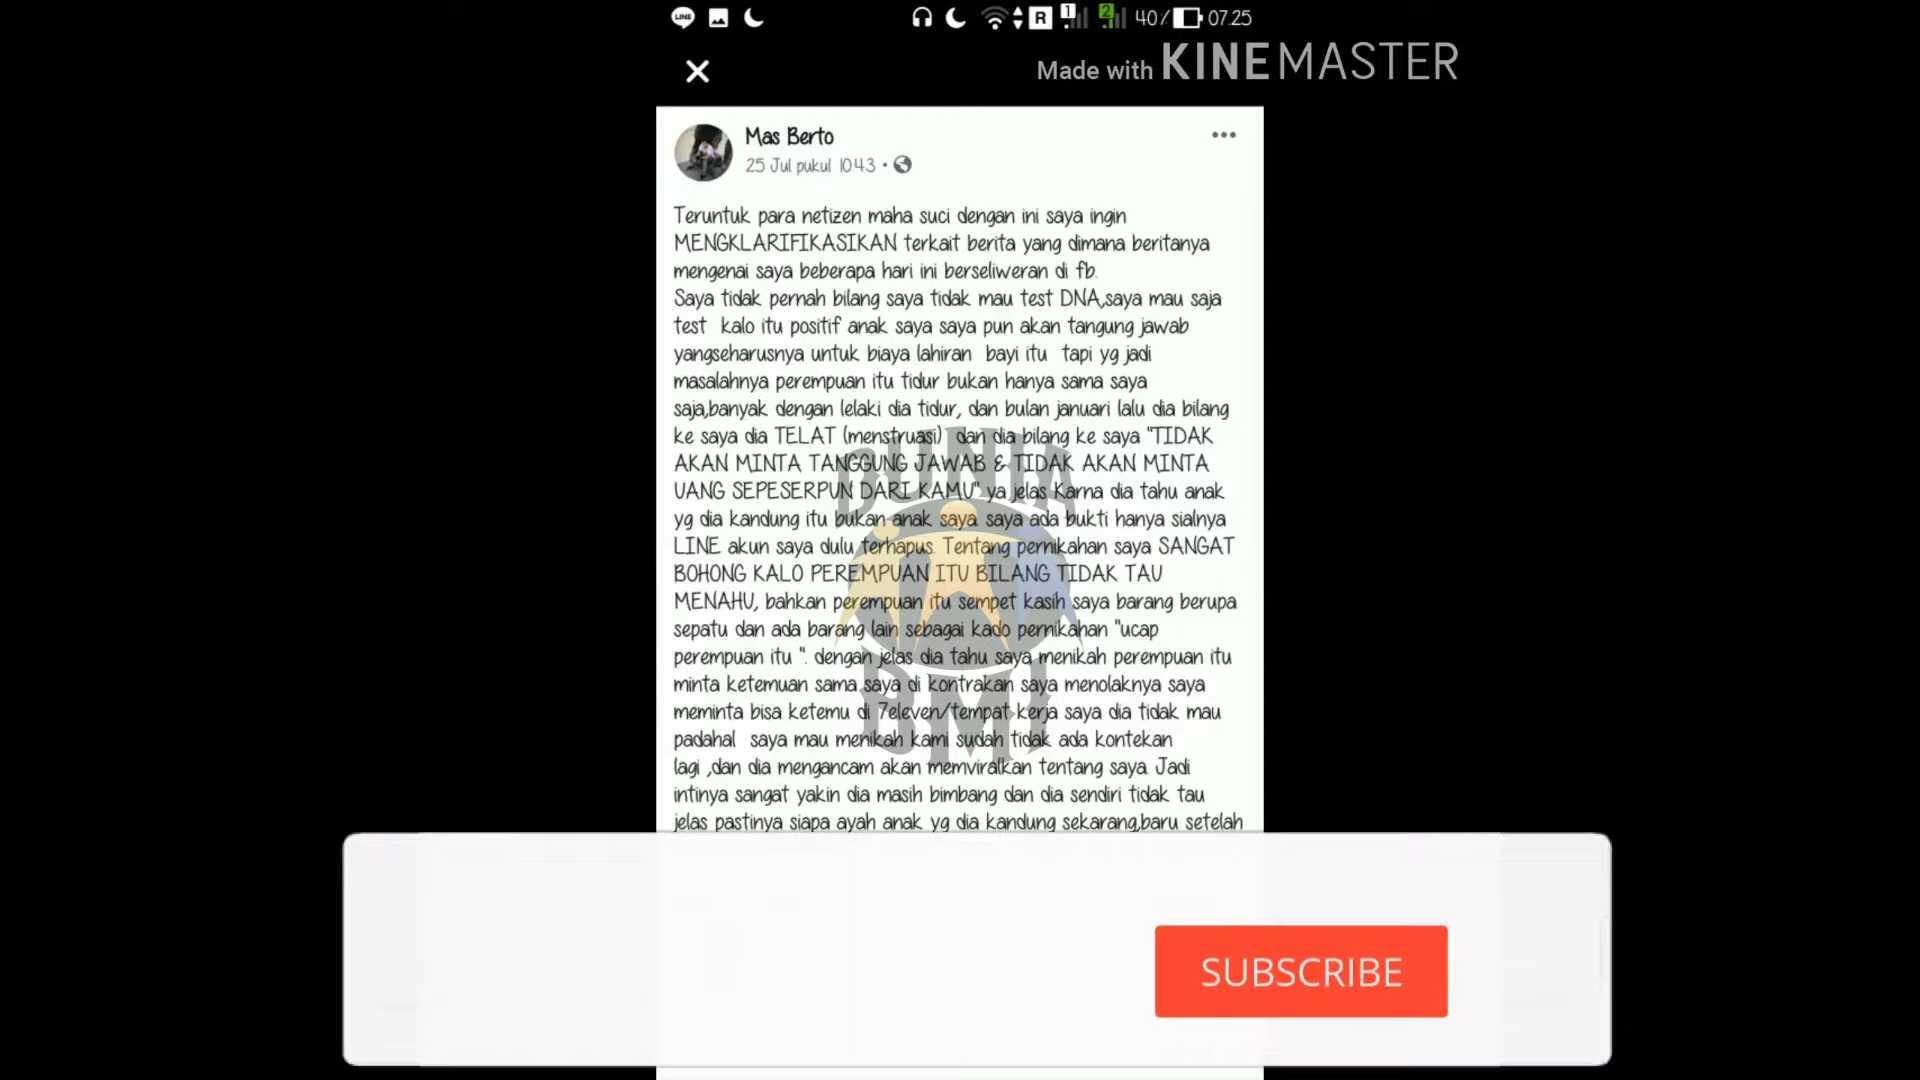 LINE
R
1
2
40%
07.25
Made with KINEMASTER
Mas Berto
25 Jul pukul 10.43 •
Teruntuk para netizen maha suci dengan ini saya ingin
MENGKLARIFIKASIKAN terkait berita yang dimana beritanya
mengenai saya beberapa hari ini berseliweran di fb.
Saya tidak pernah bilang saya tidak mau test DNA,saya mau saja
test kalo itu positif anak saya saya pun akan tangung jawab
yangseharusnya untuk biaya lahiran bayi itu tapi yg jadi
masalahnya perempuan itu tidur bukan hanya sama saya
saja,banyak dengan lelaki dia tidur, dan bulan januari lalu dia bilang
ke saya dia TELAT (menstruasi) dan dia bilang ke saya "TIDAK
AKAN MINTA TANGGUNG JAWAB & TIDAK AKAN MINTA
UANG SEPESERPUN DARI KAMU" ya jelas Karna dia tahu anak
yg dia kandung itu bukan anak saya. saya ada bukti hanya sialnya
LINE akun saya dulu terhapus. Tentang pernikahan saya SANGAT
BOHONG KALO PEREMPUAN ITU BILANG TIDAK TAU
MENAHU, bahkan perempuan itu sempet kasih saya barang berupa
sepatu dan ada barang lain sebagai kado pernikahan "ucap
perempuan itu ". dengan jelas dia tahu saya menikah perempuan itu
minta ketemuan sama saya di kontrakan saya menolaknya saya
meminta bisa ketemu di 7eleven/tempat kerja saya dia tidak mau
padahal saya mau menikah kami sudah tidak ada kontekan
lagi ,dan dia mengancam akan memviralkan tentang saya. Jadi
intinya sangat yakin dia masih bimbang dan dia sendiri tidak tau
jelas pastinya siapa ayah anak yg dia kandung sekarang,baru setelah
DUNIA
BMI
SUBSCRIBE